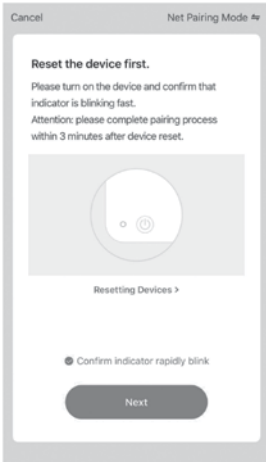 Cancel Net Pairing Mode ⇋
Reset the device first.
Please turn on the device and confirm that
indicator is blinking fast.
Attention: please complete pairing process
within 3 minutes after device reset.
Resetting Devices >
Confirm indicator rapidly blink
Next